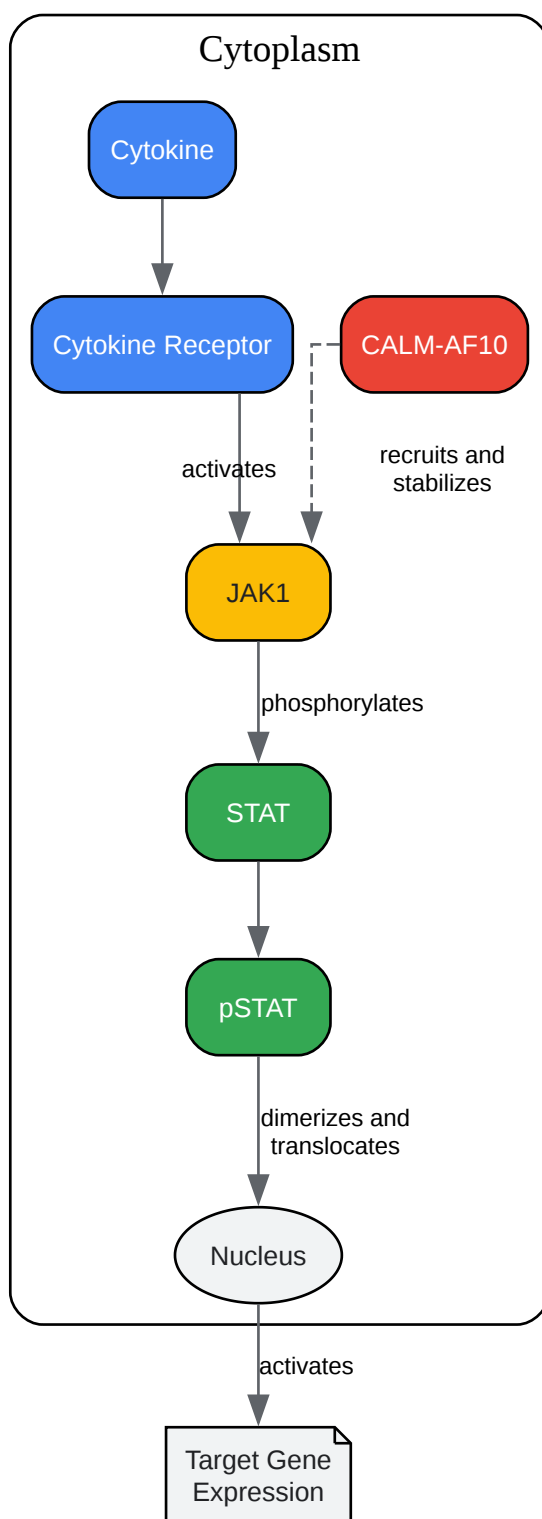 Cytoplasm
Cytokine
Cytokine Receptor
CALM-AF10
activates
recruits and
stabilizes
JAK1
phosphorylates
STAT
pSTAT
dimerizes and
translocates
Nucleus
activates
Target Gene
Expression